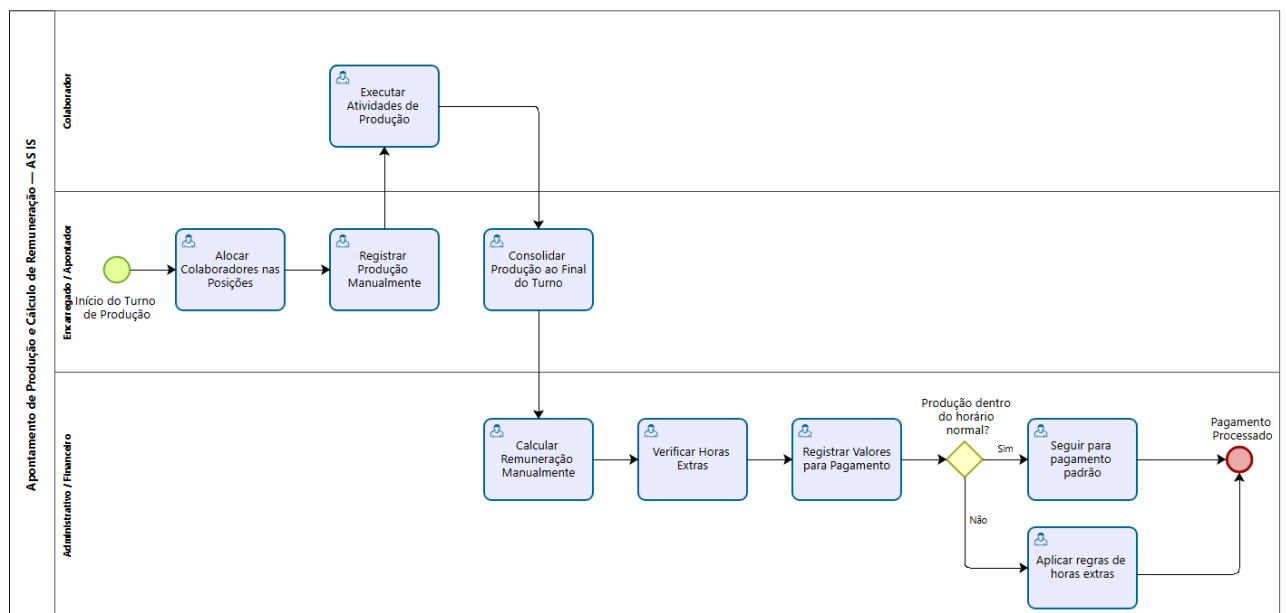 Apontamento de Produção e Cálculo de Remuneração — AS IS
Colaborador
Executar
Atividades de
Produção
Encarregado / Apontador
Início do Turno
de Produção
Alocar
Colaboradores nas
Posições
Registrar
Produção
Manualmente
Consolidar
Produção ao Final
do Turno
Administrativo / Financeiro
Calcular
Remuneração
Manualmente
Verificar Horas
Extras
Registrar Valores
para Pagamento
Produção dentro
do horário
normal?
Sim
Seguir para
pagamento
padrão
Pagamento
Processado
Não
Aplicar regras de
horas extras